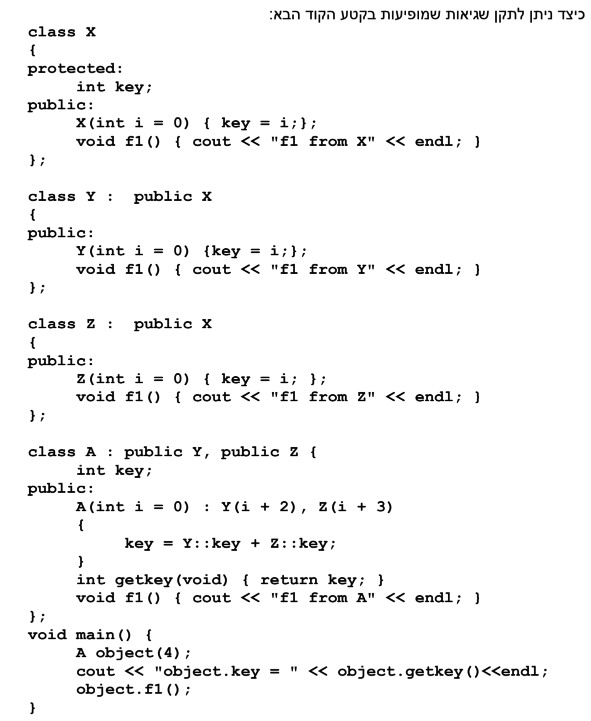 כיצד ניתן לתקן שגיאות שמופיעות בקטע הקוד הבא:
class X
{
protected:
     int key;
public:
     X(int i = 0) { key = i;};
     void f1() { cout << "f1 from X" << endl; }
};

class Y :  public X
{
public:
     Y(int i = 0) {key = i;};
     void f1() { cout << "f1 from Y" << endl; }
};

class Z :  public X
{
public:
     Z(int i = 0) { key = i; };
     void f1() { cout << "f1 from Z" << endl; }
};

class A : public Y, public Z {
     int key;
public:
     A(int i = 0) : Y(i + 2), Z(i + 3)
     {
          key = Y::key + Z::key;
     }
     int getkey(void) { return key; }
     void f1() { cout << "f1 from A" << endl; }
};
void main() {
     A object(4);
     cout << "object.key = " << object.getkey()<<endl;
     object.f1();
}